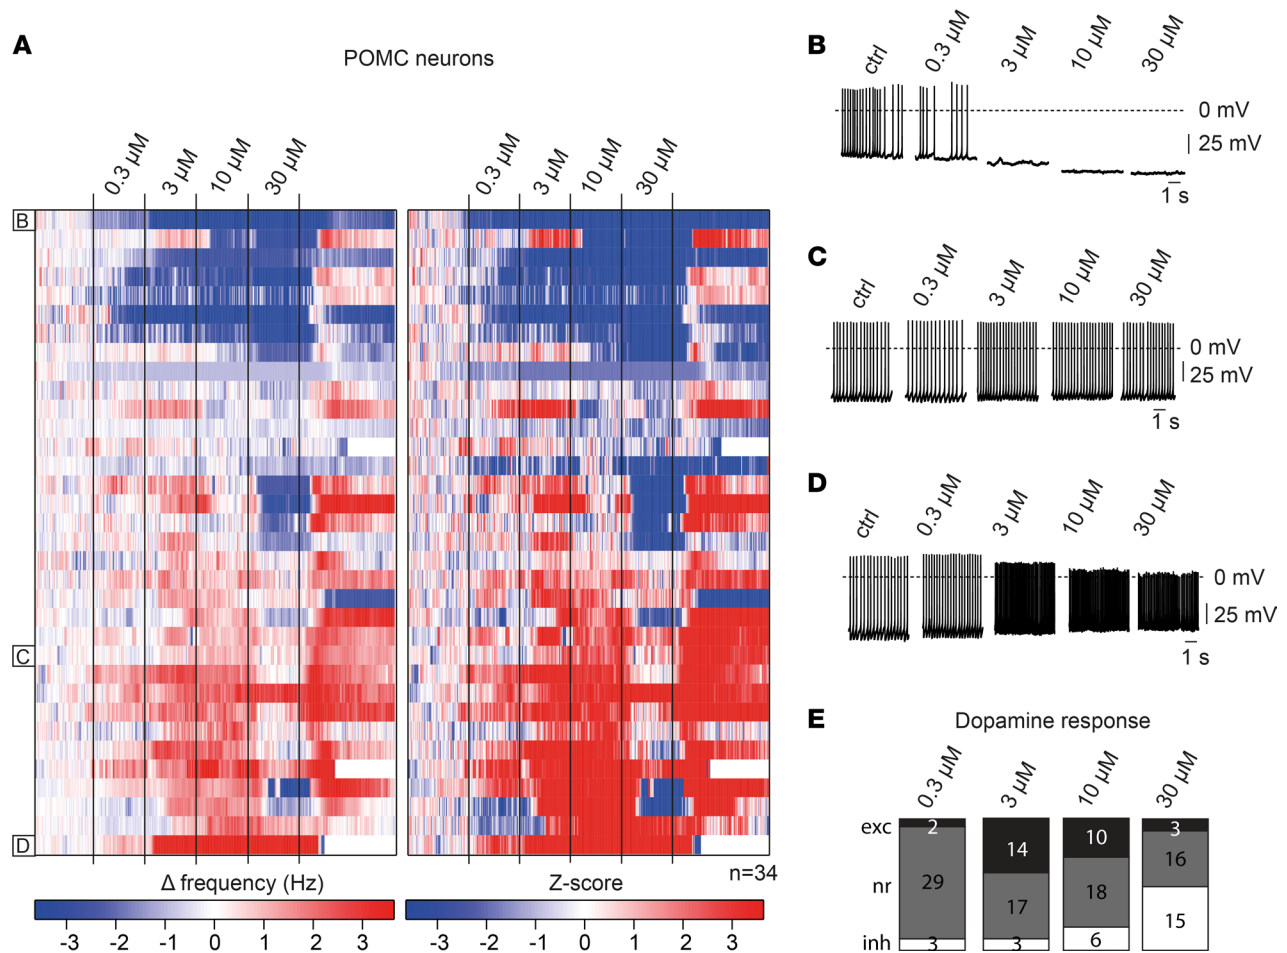 A
POMC neurons
0.3 µM
3 µM
10 µM
30 µM
0.3 µM
3 µM
10 µM
30 µM
B
C
D
Δ frequency (Hz)
Z-score
n=34
-3 -2 -1 0 1 2 3
-3 -2 -1 0 1 2 3
B
ctrl
0.3 µM
3 µM
10 µM
30 µM
0 mV
25 mV
1 s
C
ctrl
0.3 µM
3 µM
10 µM
30 µM
0 mV
25 mV
1 s
D
ctrl
0.3 µM
3 µM
10 µM
30 µM
0 mV
25 mV
1 s
E
Dopamine response
0.3 µM
3 µM
10 µM
30 µM
exc
nr
inh
2
29
3
14
17
3
10
18
6
3
16
15